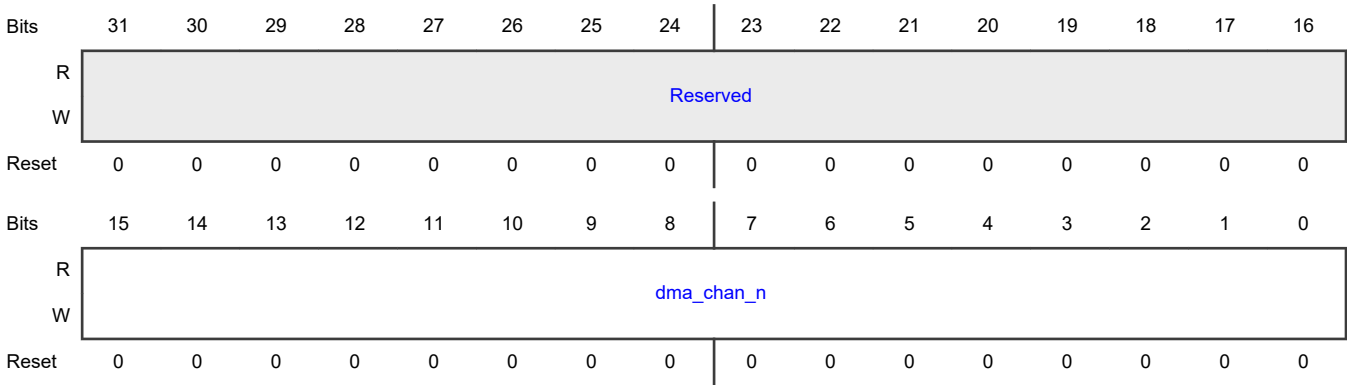 Bits 31 30 29 28 27 26 25 24 23 22 21 20 19 18 17 16
R
Reserved
W
Reset 0 0 0 0 0 0 0 0 0 0 0 0 0 0 0 0
Bits 15 14 13 12 11 10 9 8 7 6 5 4 3 2 1 0
R
dma_chan_n
W
Reset 0 0 0 0 0 0 0 0 0 0 0 0 0 0 0 0